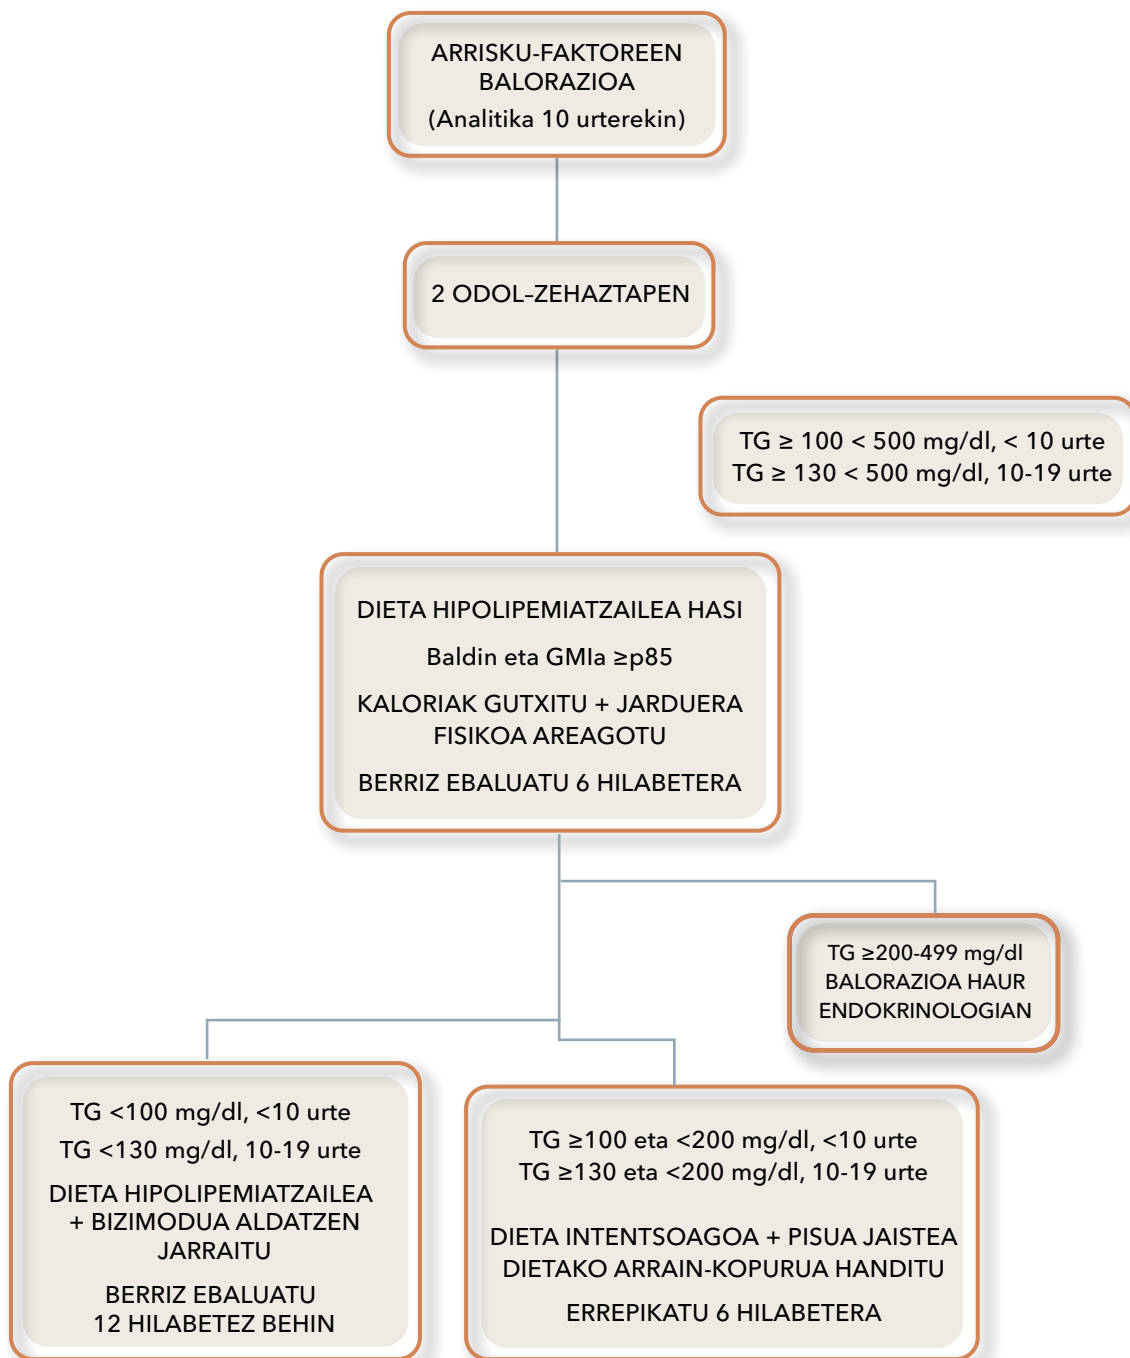 ARRISKU-FAKTOREEN
BALORAZIOA
(Analitika 10 urterekin)
2 ODOL–ZEHAZTAPEN
TG ≥ 100 < 500 mg/dl, < 10 urte
TG ≥ 130 < 500 mg/dl, 10-19 urte
DIETA HIPOLIPEMIATZAILEA HASI
Baldin eta GMIa ≥p85
KALORIAK GUTXITU + JARDUERA
FISIKOA AREAGOTU
BERRIZ EBALUATU 6 HILABETERA
TG ≥200-499 mg/dl
BALORAZIOA HAUR
ENDOKRINOLOGIAN
TG <100 mg/dl, <10 urte
TG <130 mg/dl, 10-19 urte
DIETA HIPOLIPEMIATZAILEA
+ BIZIMODUA ALDATZEN
JARRAITU
BERRIZ EBALUATU
12 HILABETEZ BEHIN
TG ≥100 eta <200 mg/dl, <10 urte
TG ≥130 eta <200 mg/dl, 10-19 urte
DIETA INTENTSOAGOA + PISUA JAISTEA
DIETAKO ARRAIN-KOPURUA HANDITU
ERREPIKATU 6 HILABETERA